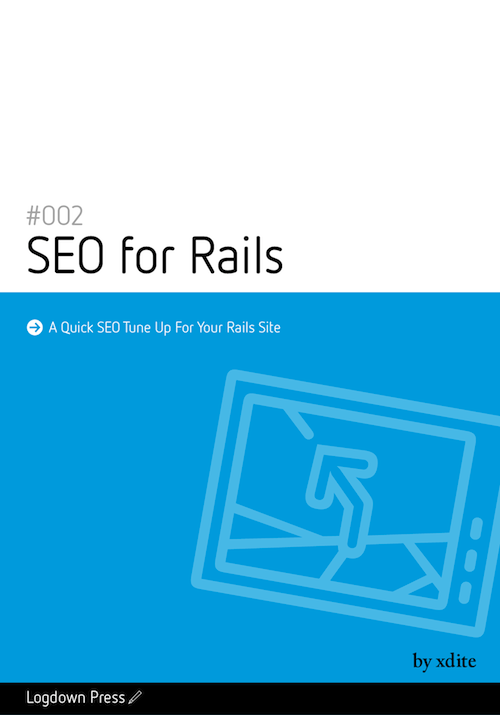 #002
SEO for Rails
A Quick SEO Tune Up For Your Rails Site
by xdite
Logdown Press